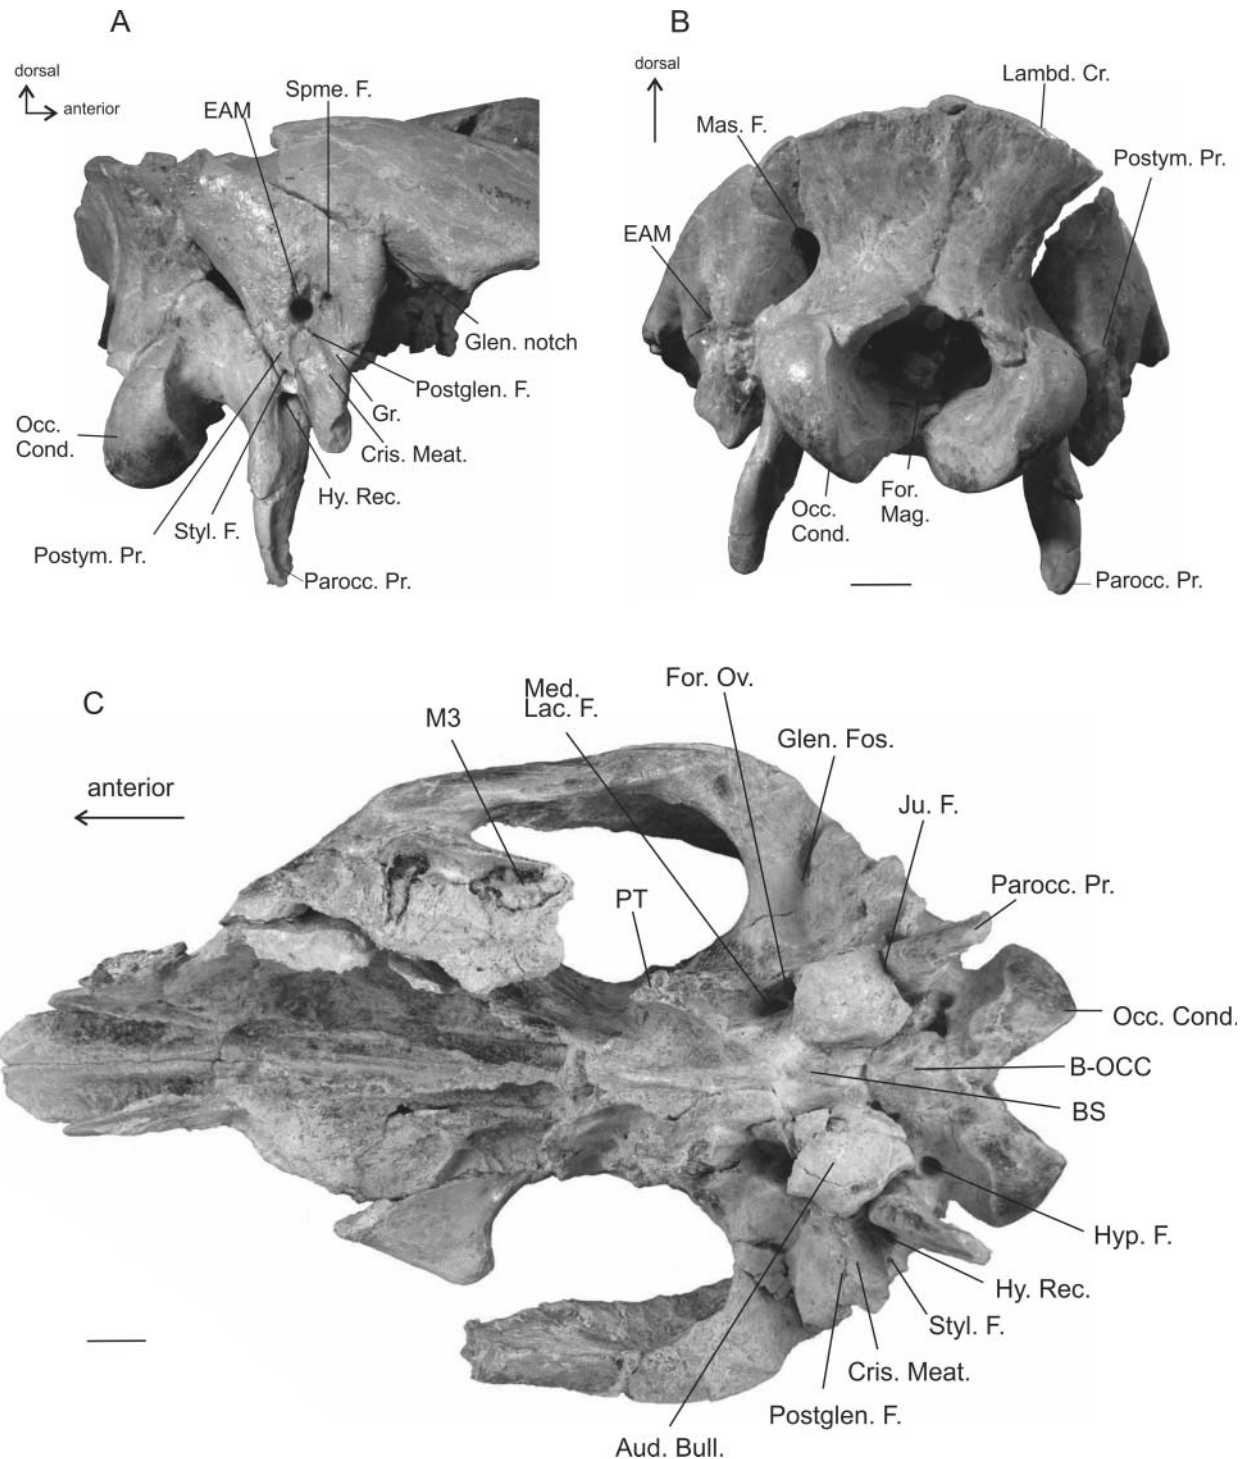 A
dorsal
anterior
EAM
Spme. F.
Glen. notch
Postglen. F.
Gr.
Cris. Meat.
Hy. Rec.
Occ.
Cond.
Styl. F.
Postym. Pr.
Parocc. Pr.
B
dorsal
Lambd. Cr.
Mas. F.
Postym. Pr.
EAM
Occ.
Cond.
For.
Mag.
Parocc. Pr.
C
anterior
M3
Med.
Lac. F.
For. Ov.
Glen. Fos.
Ju. F.
PT
Parocc. Pr.
Occ. Cond.
B-OCC
BS
Hyp. F.
Hy. Rec.
Styl. F.
Cris. Meat.
Postglen. F.
Aud. Bull.